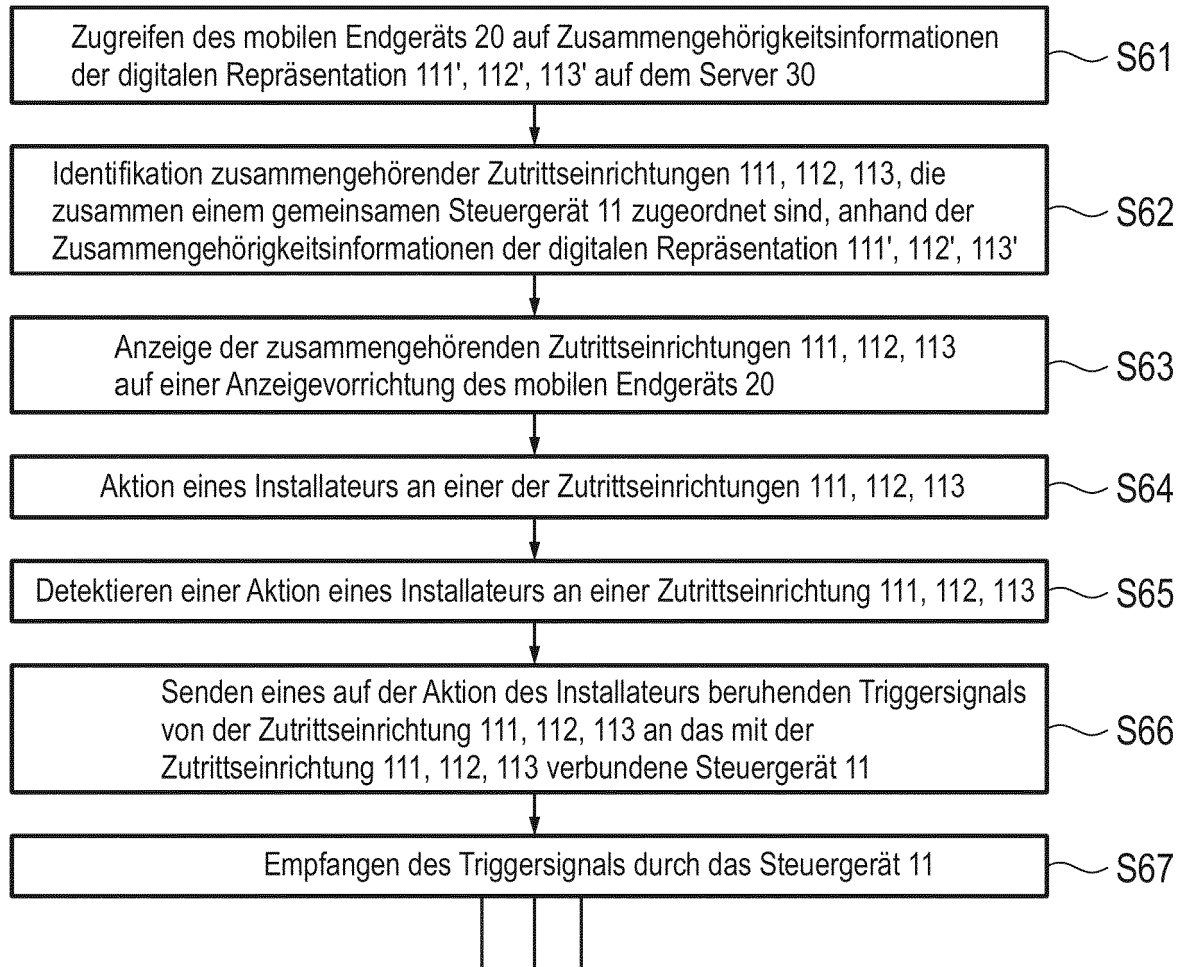 Zugreifen des mobilen Endgeräts 20 auf Zusammengehörigkeitsinformationen
der digitalen Repräsentation 111', 112', 113' auf dem Server 30
S61
Identifikation zusammengehörender Zutrittseinrichtungen 111, 112, 113, die
zusammen einem gemeinsamen Steuergerät 11 zugeordnet sind, anhand der
Zusammengehörigkeitsinformationen der digitalen Repräsentation 111', 112', 113'
S62
Anzeige der zusammengehörenden Zutrittseinrichtungen 111, 112, 113
auf einer Anzeigevorrichtung des mobilen Endgeräts 20
S63
Aktion eines Installateurs an einer der Zutrittseinrichtungen 111, 112, 113
S64
Detektieren einer Aktion eines Installateurs an einer Zutrittseinrichtung 111, 112, 113
S65
Senden eines auf der Aktion des Installateurs beruhenden Triggersignals
von der Zutrittseinrichtung 111, 112, 113 an das mit der
Zutrittseinrichtung 111, 112, 113 verbundene Steuergerät 11
S66
Empfangen des Triggersignals durch das Steuergerät 11
S67